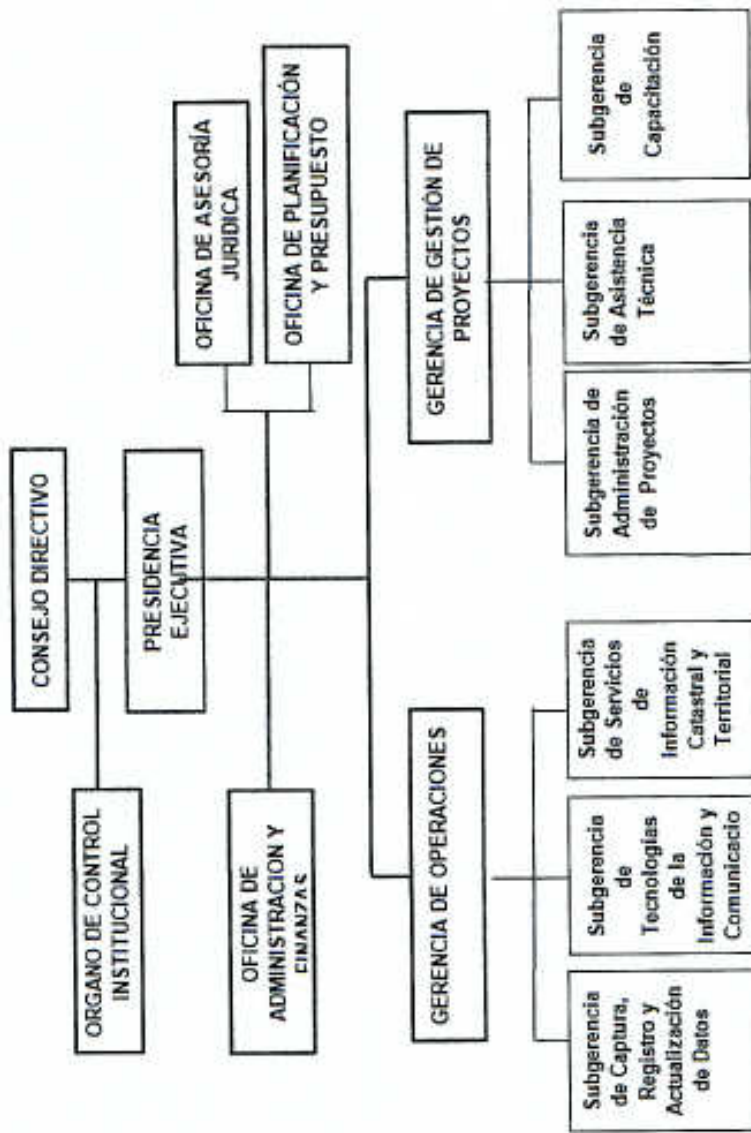 CONSEJO DIRECTIVO
ORGANO DE CONTROL
INSTITUCIONAL
PRESIDENCIA
EJECUTIVA
OFICINA DE ASESORÍA
JURIDICA
OFICINA DE PLANIFICACIÓN
Y PRESUPUESTO
OFICINA DE
ADMINISTRACION Y
FINANZAS
GERENCIA DE OPERACIONES
GERENCIA DE GESTIÓN DE
PROYECTOS
Subgerencia
de Captura,
Registro y
Actualización
de Datos
Subgerencia
de
Tecnologías
de la
Información y
Comunicacio
Subgerencia
de Servicios
de
Información
Catastral y
Territorial
Subgerencia de
Administración
de Proyectos
Subgerencia
de Asistencia
Técnica
Subgerencia
de
Capacitación